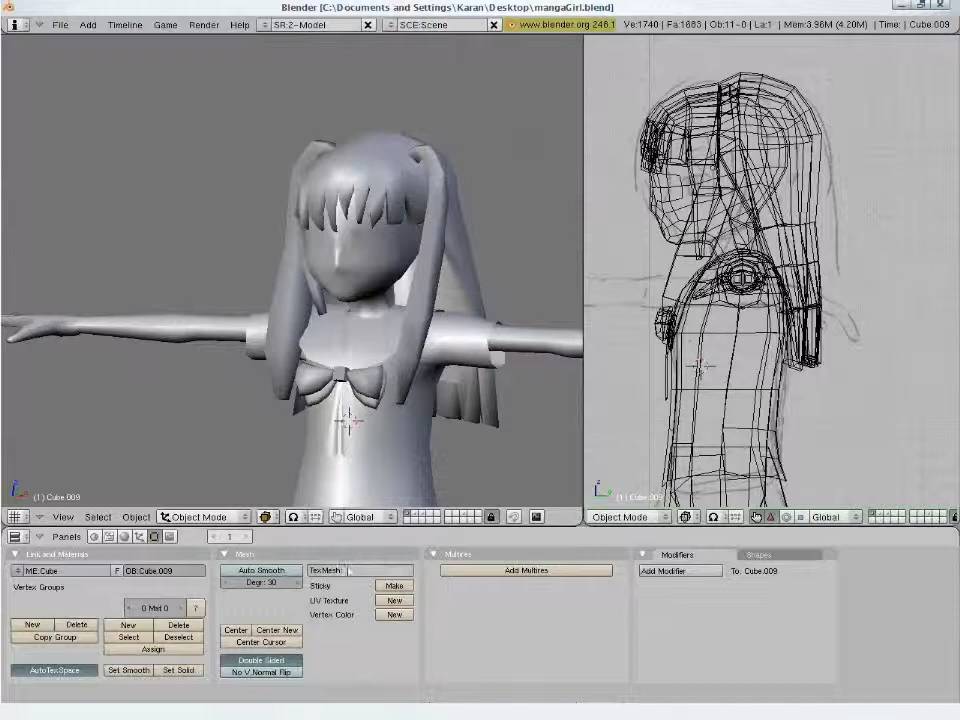 Blender [C:\Documents and Settings\Karan\Desktop\mangaGirl.blend]
File Add Timeline Game Render Help SR:2-Model SCE:Scene www.blender.org 246.1 Ve:1740 | Fa:1663 | Ob:11-0 | La:1 | Mem:3.96M (4.20M) | Time: | Cube.009
(1) Cube.009
(1) Cube.009
View Select Object Object Mode Global
Object Mode Global
Panels 1
Link and Materials
ME:Cube F OB:Cube.009
Vertex Groups
0 Mat 0 ?
New Delete New Delete
Copy Group Select Deselect
Assign
AutoTexSpace Set Smooth Set Solid
Mesh
Auto Smooth TexMesh:
Degr: 30 Sticky Make
UV Texture New
Vertex Color New
Center Center New
Center Cursor
Double Sided
No V.Normal Flip
Multires
Add Multires
Modifiers Shapes
Add Modifier To: Cube.009